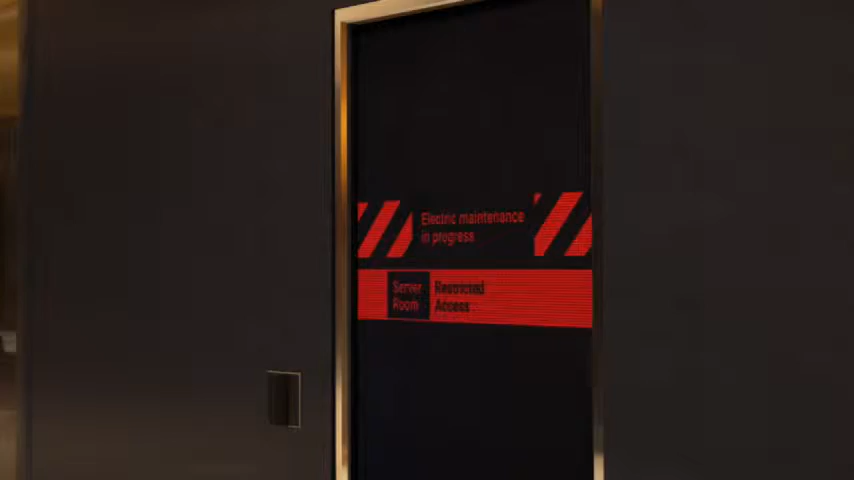 Electric maintenance
in progress
Server
Room
Restricted
Access